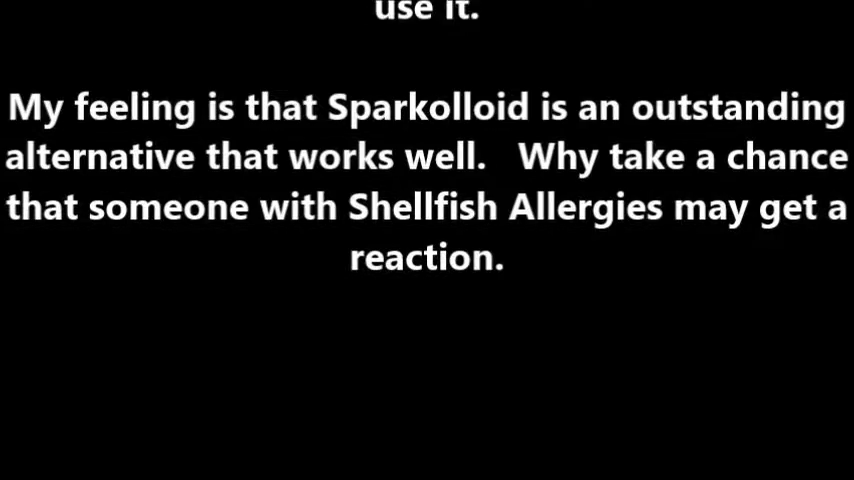 use it.
My feeling is that Sparkolloid is an outstanding
alternative that works well.   Why take a chance
that someone with Shellfish Allergies may get a
reaction.